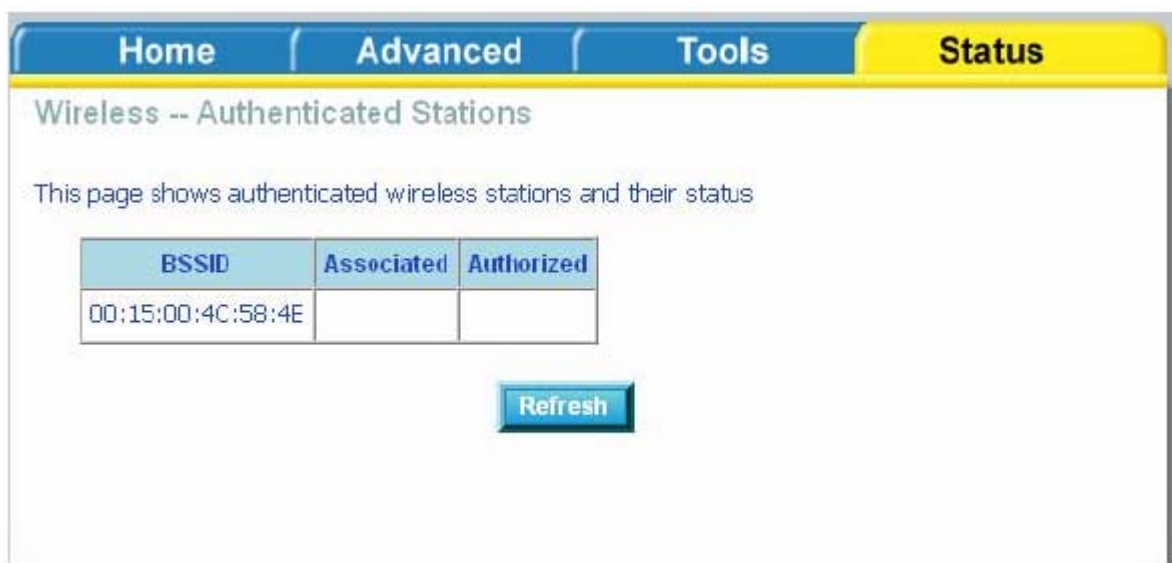 Home Advanced Tools Status
Wireless -- Authenticated Stations
This page shows authenticated wireless stations and their status
BSSID Associated Authorized
00:15:00:4C:58:4E
Refresh